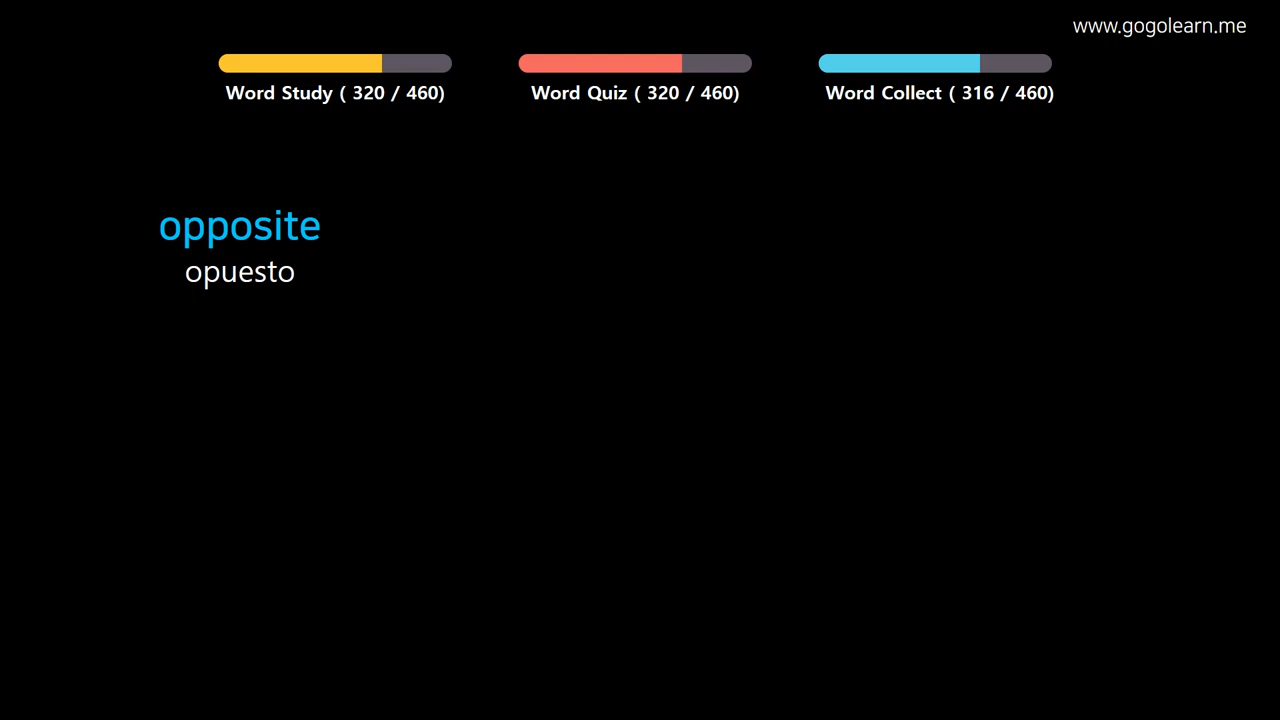 www.gogolearn.me
Word Study ( 320 / 460)
Word Quiz ( 320 / 460)
Word Collect ( 316 / 460)
opposite
opuesto